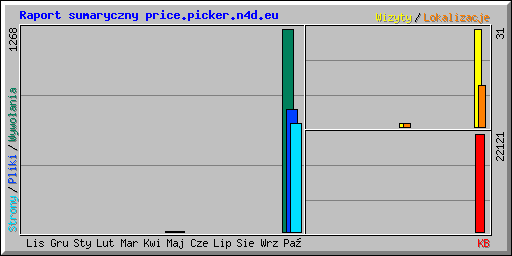 Raport sumaryczny price.picker.n4d.eu
Wizyty / Lokalizacje
1268
31
Strony / Pliki / Wywołania
22121
Lis Gru Sty Lut Mar Kwi Maj Cze Lip Sie Wrz Paź
KB